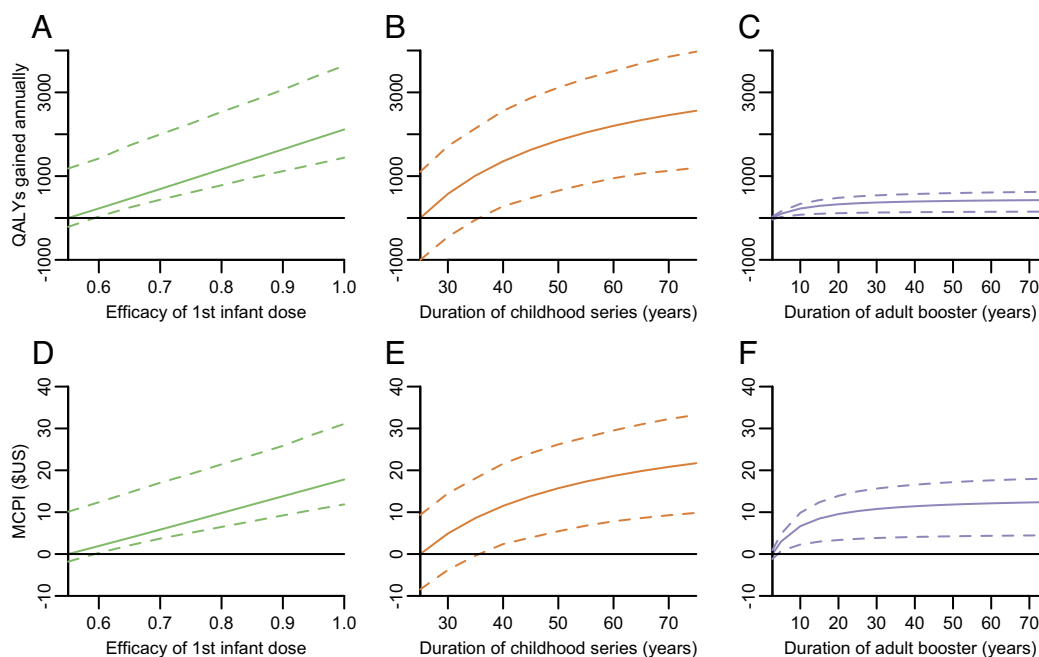 A
B
C
QALYs gained annually
-1000 1000 3000
0.6 0.7 0.8 0.9 1.0
30 40 50 60 70
-1000 1000 3000
10 20 30 40 50 60 70
Efficacy of 1st infant dose
Duration of childhood series (years)
Duration of adult booster (years)
D
E
F
MCPI ($US)
-10 0 10 20 30 40
0.6 0.7 0.8 0.9 1.0
-10 0 10 20 30 40
30 40 50 60 70
-10 0 10 20 30 40
10 20 30 40 50 60 70
Efficacy of 1st infant dose
Duration of childhood series (years)
Duration of adult booster (years)